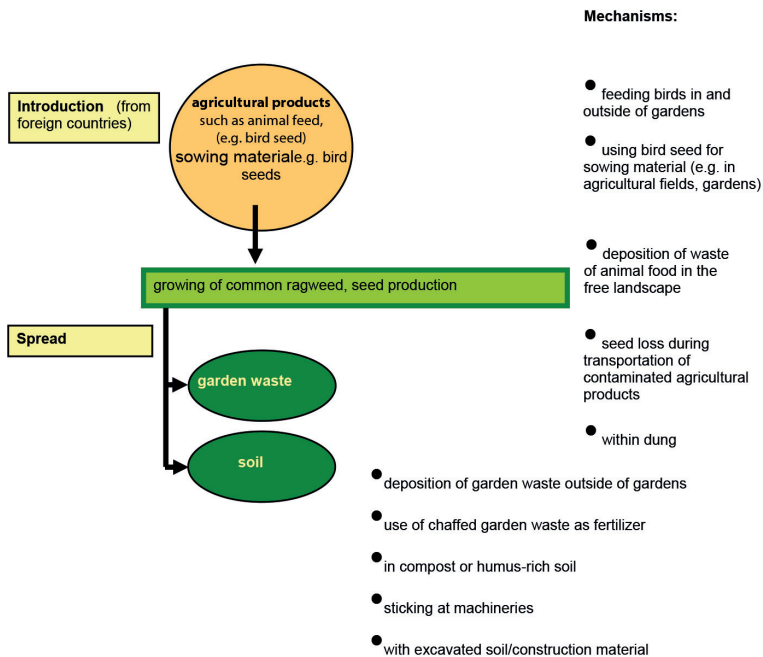 Mechanisms:
Introduction (from
foreign countries)
agricultural products
such as animal feed,
(e.g. bird seed)
sowing materiale.g. bird
seeds
● feeding birds in and
outside of gardens
● using bird seed for
sowing material (e.g. in
agricultural fields, gardens)
● deposition of waste
of animal food in the
free landscape
● seed loss during
transportation of
contaminated agricultural
products
● within dung
growing of common ragweed, seed production
Spread
garden waste
soil
● deposition of garden waste outside of gardens
● use of chaffed garden waste as fertilizer
● in compost or humus-rich soil
● sticking at machineries
● with excavated soil/construction material